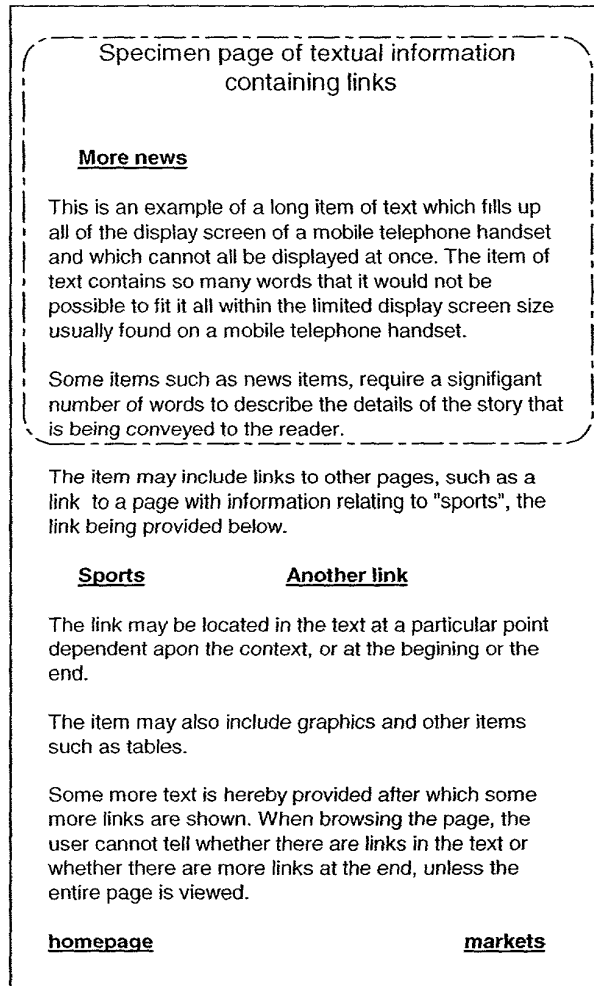 Specimen page of textual information
containing links
More news
This is an example of a long item of text which fills up
all of the display screen of a mobile telephone handset
and which cannot all be displayed at once. The item of
text contains so many words that it would not be
possible to fit it all within the limited display screen size
usually found on a mobile telephone handset.
Some items such as news items, require a signifigant
number of words to describe the details of the story that
is being conveyed to the reader.
The item may include links to other pages, such as a
link to a page with information relating to "sports", the
link being provided below.
Sports Another link
The link may be located in the text at a particular point
dependent apon the context, or at the begining or the
end.
The item may also include graphics and other items
such as tables.
Some more text is hereby provided after which some
more links are shown. When browsing the page, the
user cannot tell whether there are links in the text or
whether there are more links at the end, unless the
entire page is viewed.
homepage markets